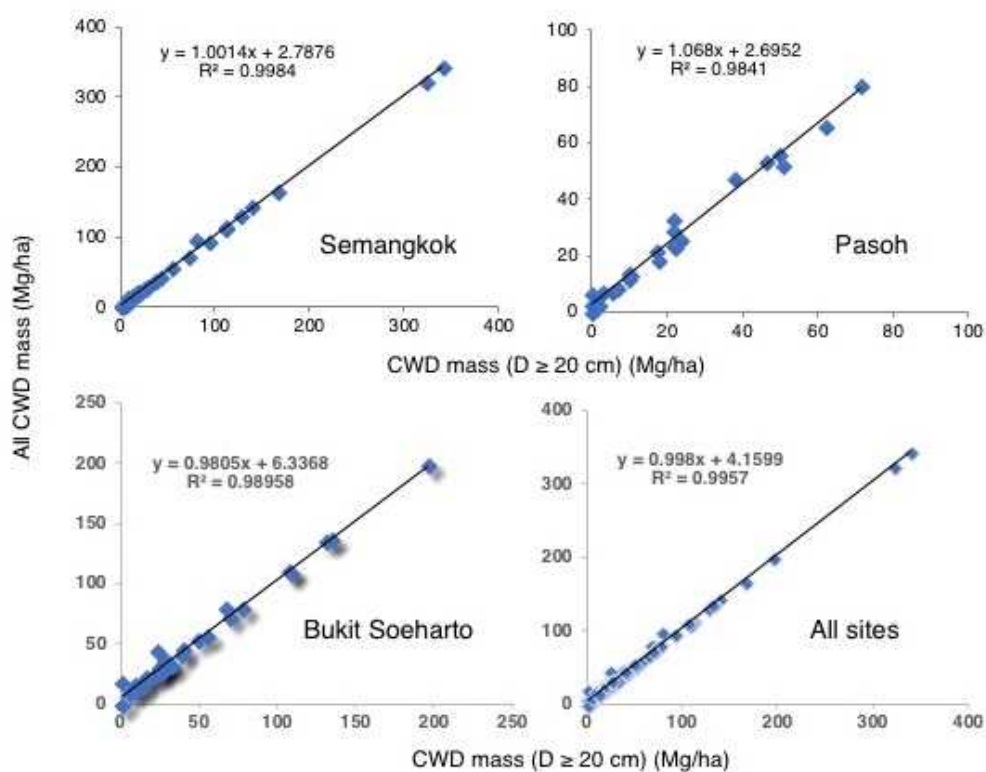 All CWD mass (Mg/ha)
400
300
200
100
0
y = 1.0014x + 2.7876
R² = 0.9984
Semangkok
0 100 200 300 400
100
80
60
40
20
0
y = 1.068x + 2.6952
R² = 0.9841
Pasoh
0 20 40 60 80 100
CWD mass (D ≥ 20 cm) (Mg/ha)
250
200
150
100
50
0
y = 0.9805x + 6.3368
R² = 0.98958
Bukit Soeharto
0 50 100 150 200 250
400
300
200
100
0
y = 0.998x + 4.1599
R² = 0.9957
All sites
0 100 200 300 400
CWD mass (D ≥ 20 cm) (Mg/ha)